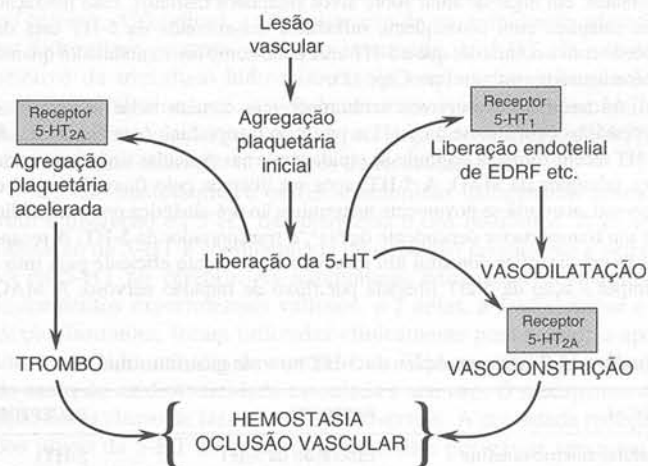 Lesão
vascular
Receptor
5-HT2A
Agregação
plaquetária
acelerada
Agregação
plaquetária
inicial
Receptor
5-HT1
Liberação endotelial
de EDRF etc.
Liberação da 5-HT
VASODILATAÇÃO
Receptor
5-HT2A
VASOCONSTRIÇÃO
TROMBO
HEMOSTASIA
OCLUSÃO VASCULAR